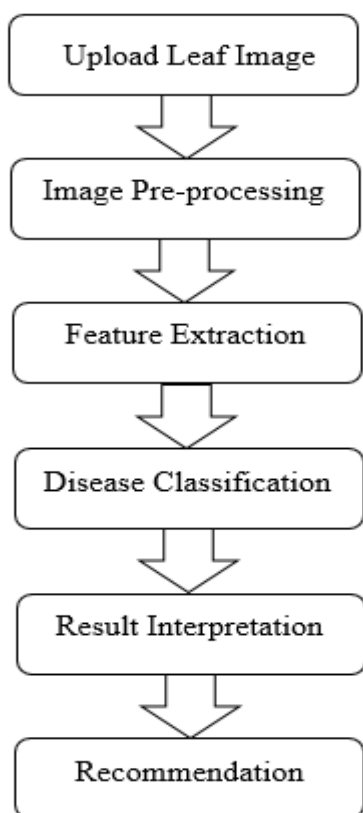 Upload Leaf Image
Image Pre-processing
Feature Extraction
Disease Classification
Result Interpretation
Recommendation